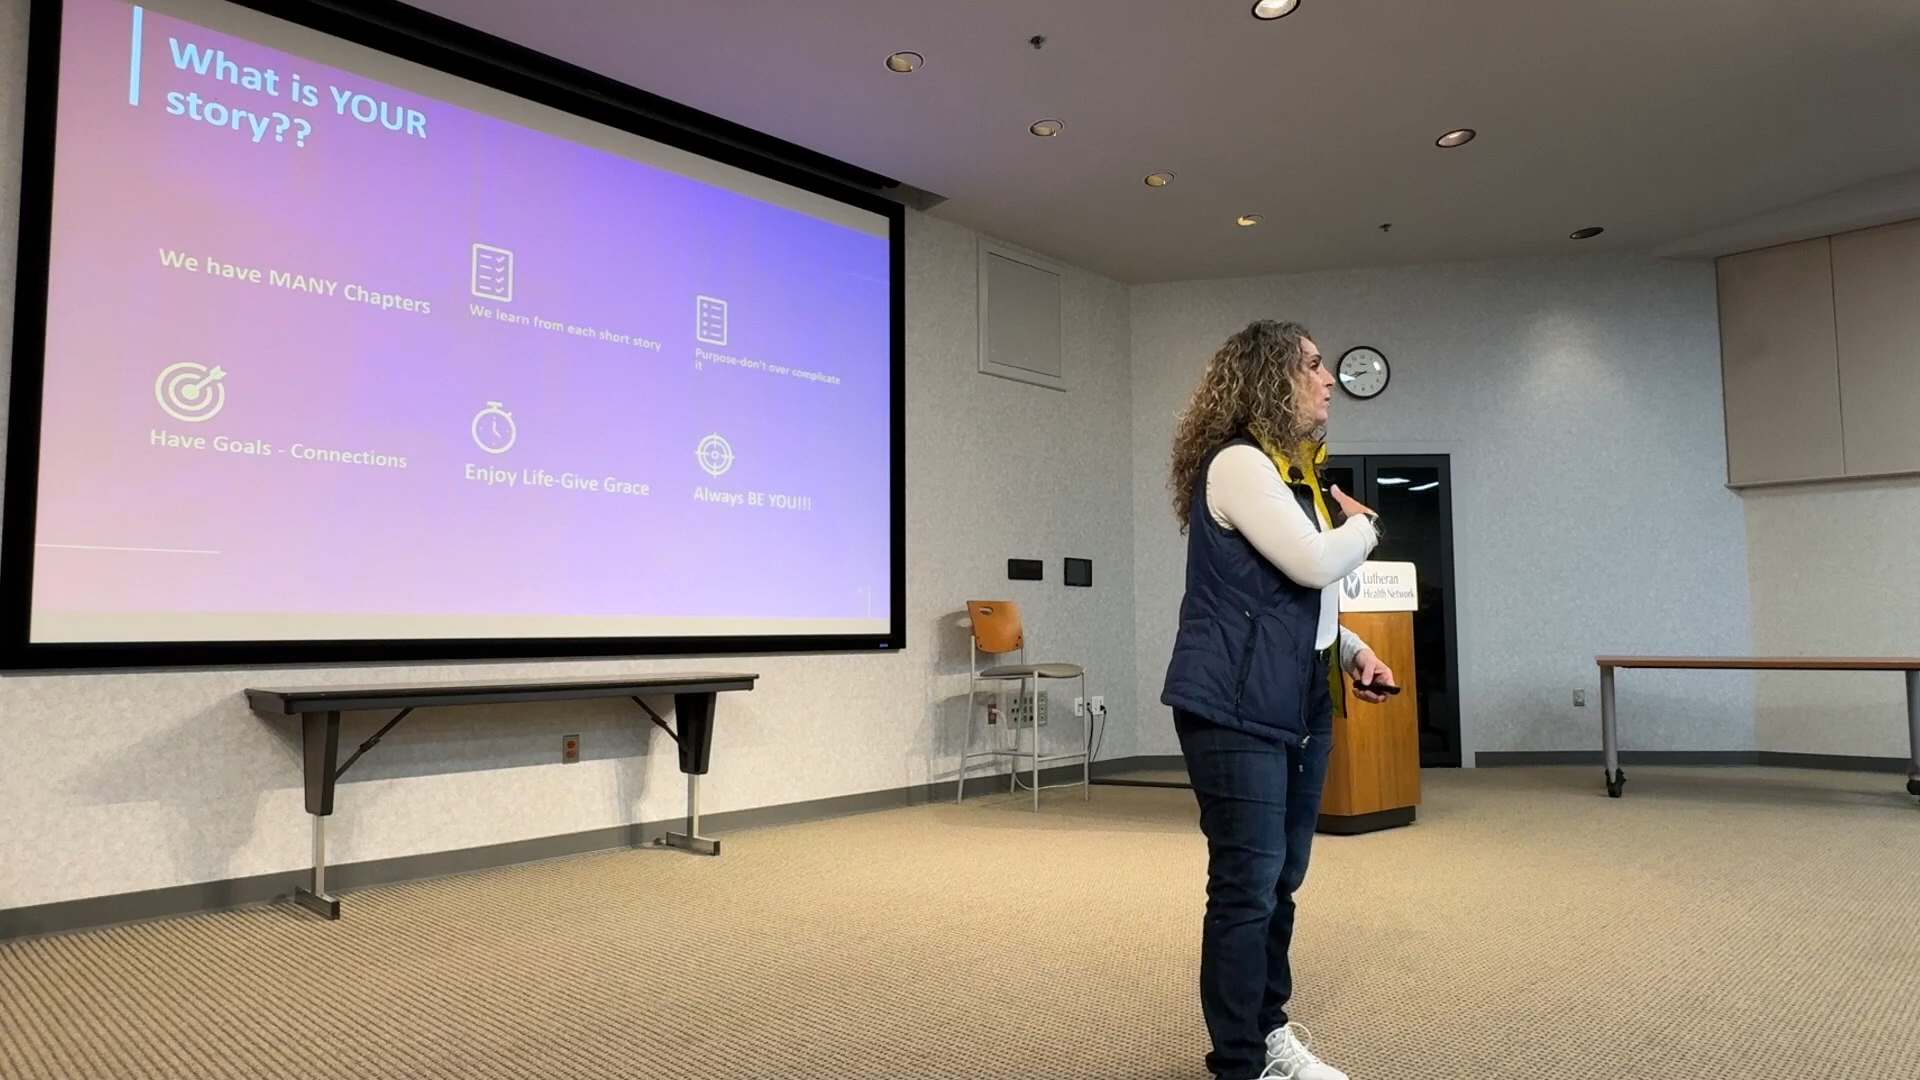 What is YOUR
story??
We have MANY Chapters
We learn from each short story
Purpose-don't over complicate
it
Have Goals - Connections
Enjoy Life-Give Grace
Always BE YOU!!!
Lutheran
Health Network